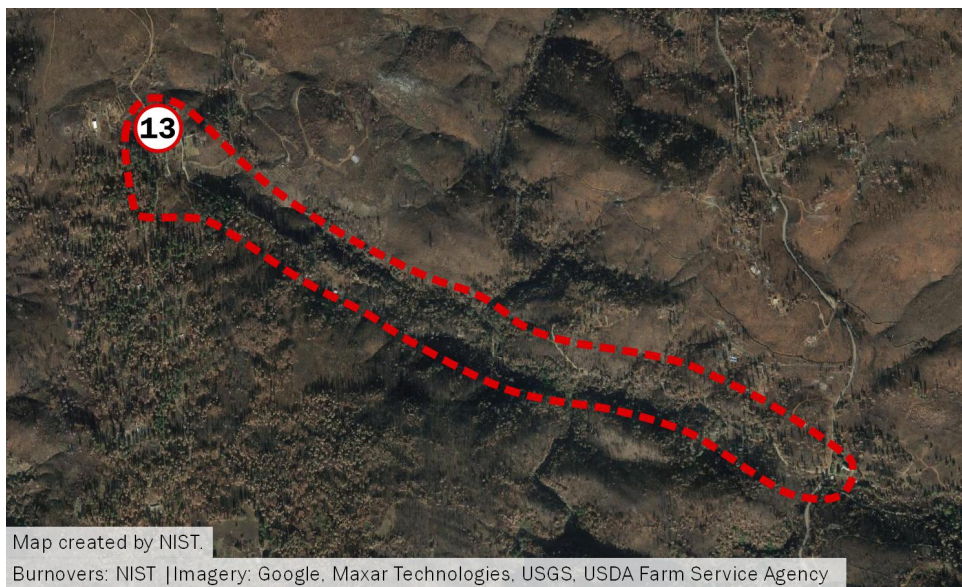 13
Map created by NIST.
Burnovers: NIST |Imagery: Google, Maxar Technologies, USGS, USDA Farm Service Agency